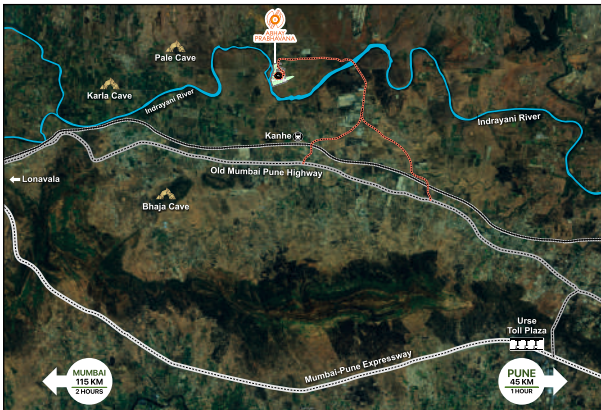 ABHAY
PRABHAVANA
Pale Cave
Karla Cave
Indrayani River
Indrayani River
Kanhe
Old Mumbai Pune Highway
Lonavala
Bhaja Cave
Urse
Toll Plaza
Mumbai-Pune Expressway
MUMBAI
115 KM
2 HOURS
PUNE
45 KM
1 HOUR